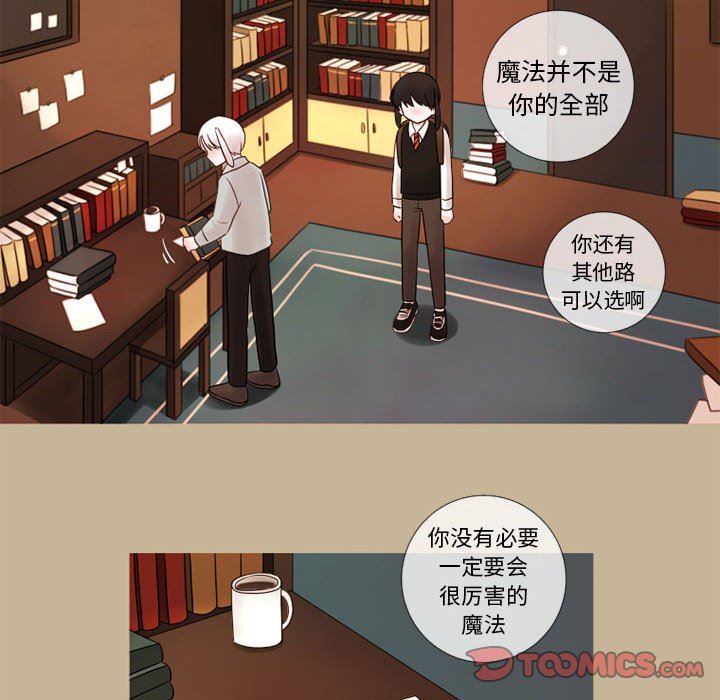 魔法并不是
你的全部
你还有
其他路
可以选啊
你没有必要
一定要会
很厉害的
魔法
TOOMICS.com